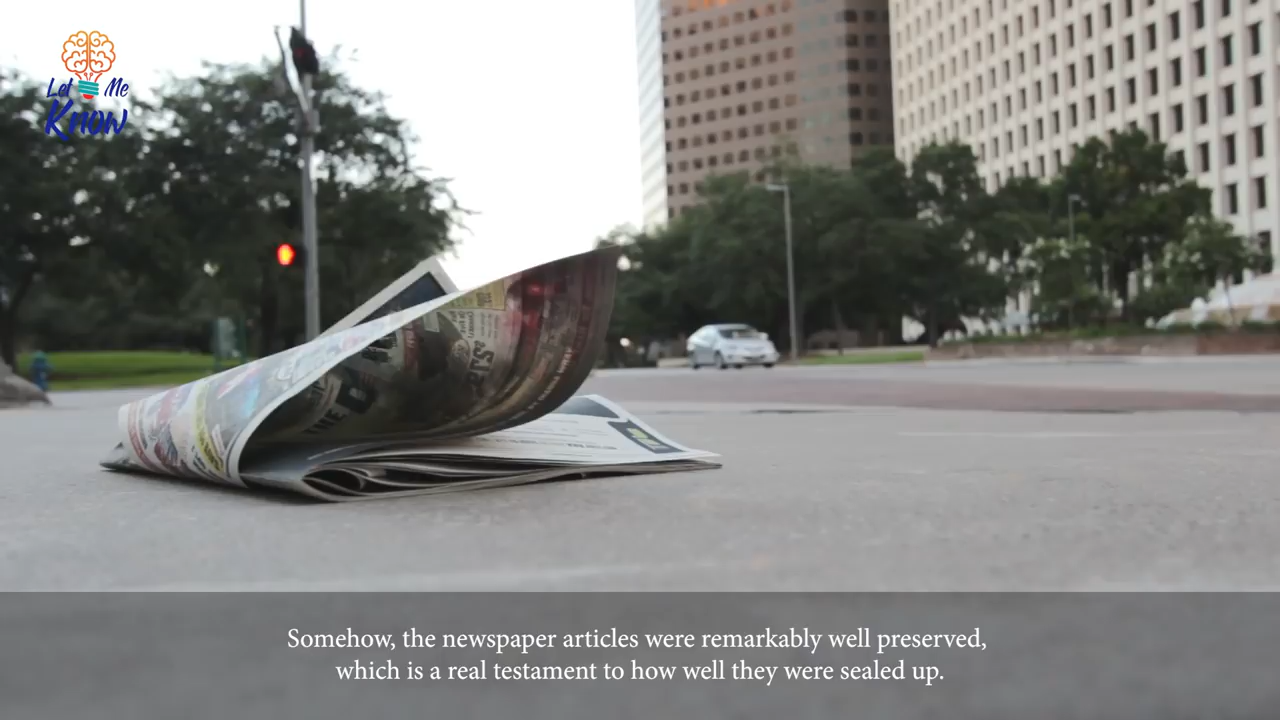 Let Me
Know
Somehow, the newspaper articles were remarkably well preserved,
which is a real testament to how well they were sealed up.